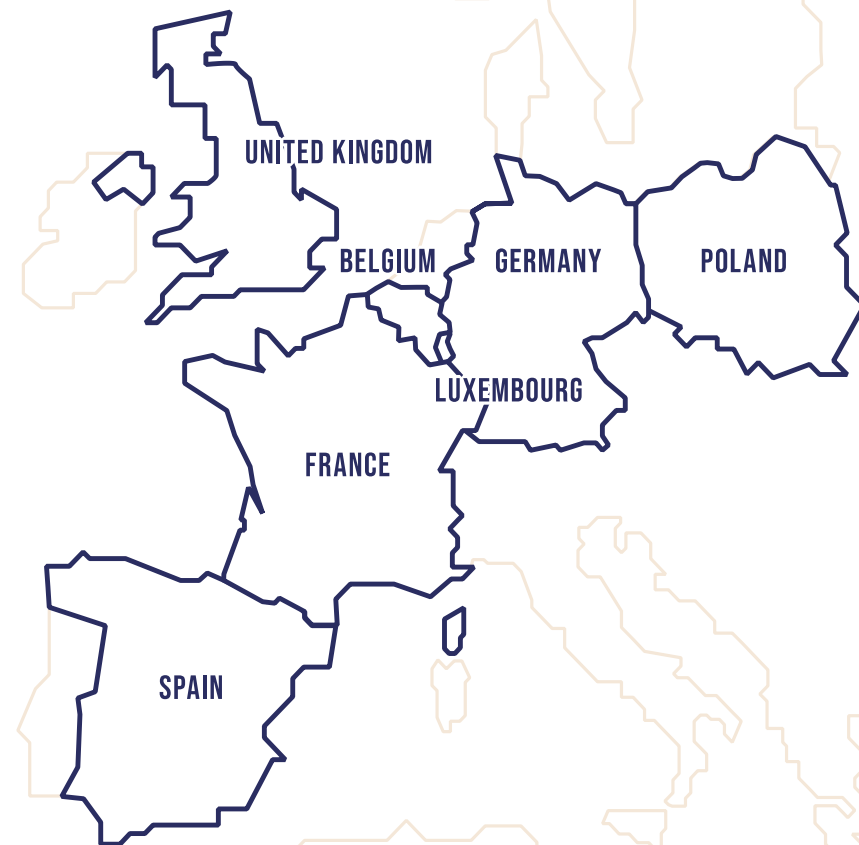 UNITED KINGDOM
BELGIUM
GERMANY
POLAND
LUXEMBOURG
FRANCE
SPAIN